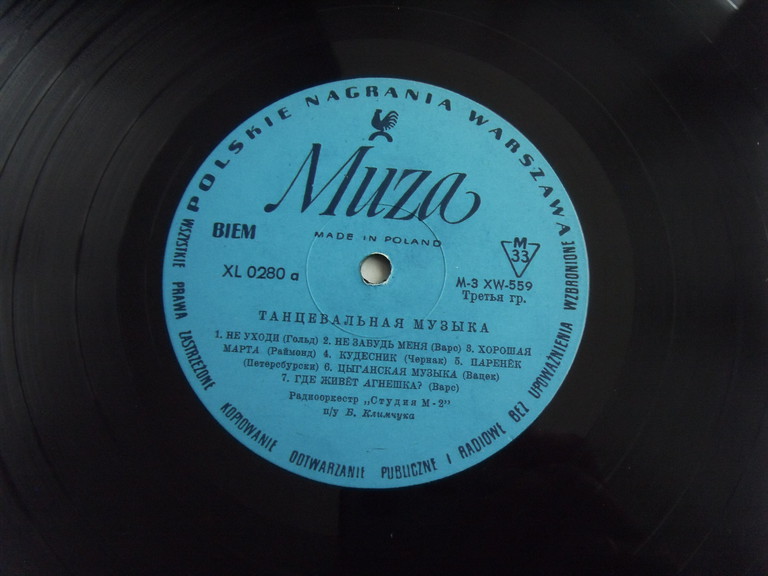 POLSKIE NAGRANIA WARSZAWA
Muza
MADE IN POLAND
BIEM
M
33
XL 0280 a
M-3 XW-559
Третья гр.
ТАНЦЕВАЛЬНАЯ МУЗЫКА
1. НЕ УХОДИ (Гольд) 2. НЕ ЗАБУДЬ МЕНЯ (Варс) 3. ХОРОШАЯ
МАРТА (Раймонд) 4. КУДЕСНИК (Чернак) 5. ПАРЕНЁК
(Петерсбурски) 6. ЦЫГАНСКАЯ МУЗЫКА (Вацек)
7. ГДЕ ЖИВЁТ АГНЕШКА? (Варс)
Радиооркестр „Студии М-2"
п/у Б. Климчука
WSZYSTKIE PRAWA ZASTRZEŻONE KOPIOWANIE ODTWARZANIE PUBLICZNE I RADIOWE BEZ UPOWAŻNIENIA WZBRONIONE